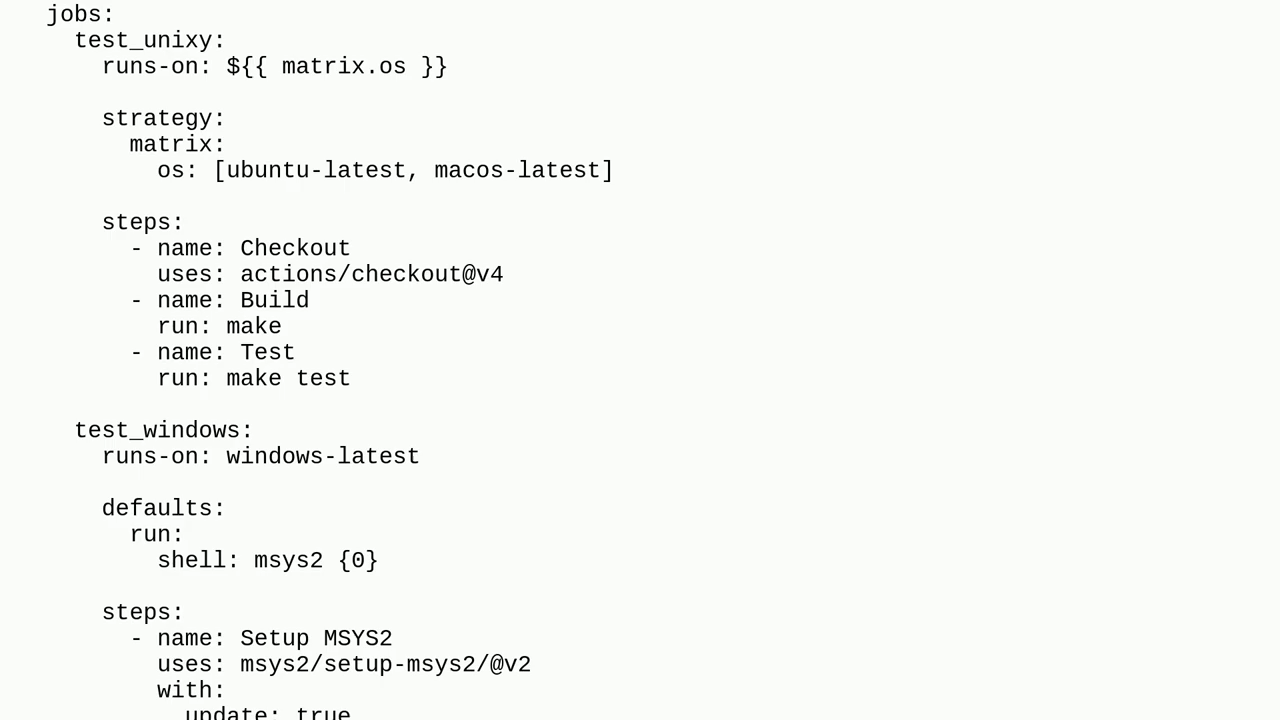 jobs:
  test_unixy:
    runs-on: ${{ matrix.os }}

    strategy:
      matrix:
        os: [ubuntu-latest, macos-latest]

    steps:
      - name: Checkout
        uses: actions/checkout@v4
      - name: Build
        run: make
      - name: Test
        run: make test

  test_windows:
    runs-on: windows-latest

    defaults:
      run:
        shell: msys2 {0}

    steps:
      - name: Setup MSYS2
        uses: msys2/setup-msys2/@v2
        with:
          update: true